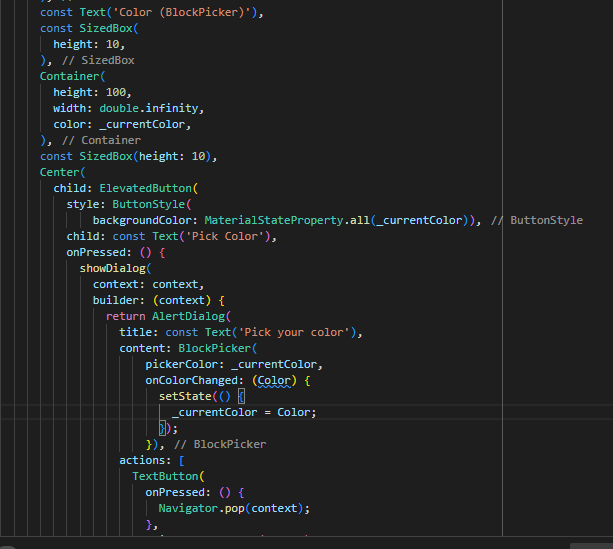 const Text('Color (BlockPicker)'),
const SizedBox(
height: 10,
), // SizedBox
Container(
height: 100,
width: double.infinity,
color: _currentColor,
), // Container
const SizedBox(height: 10),
Center(
child: ElevatedButton(
style: ButtonStyle(
backgroundColor: MaterialStateProperty.all(_currentColor)), // ButtonStyle
child: const Text('Pick Color'),
onPressed: () {
showDialog(
context: context,
builder: (context) {
return AlertDialog(
title: const Text('Pick your color'),
content: BlockPicker(
pickerColor: _currentColor,
onColorChanged: (Color) {
setState(() {
_currentColor = Color;
});
}), // BlockPicker
actions: [
TextButton(
onPressed: () {
Navigator.pop(context);
},